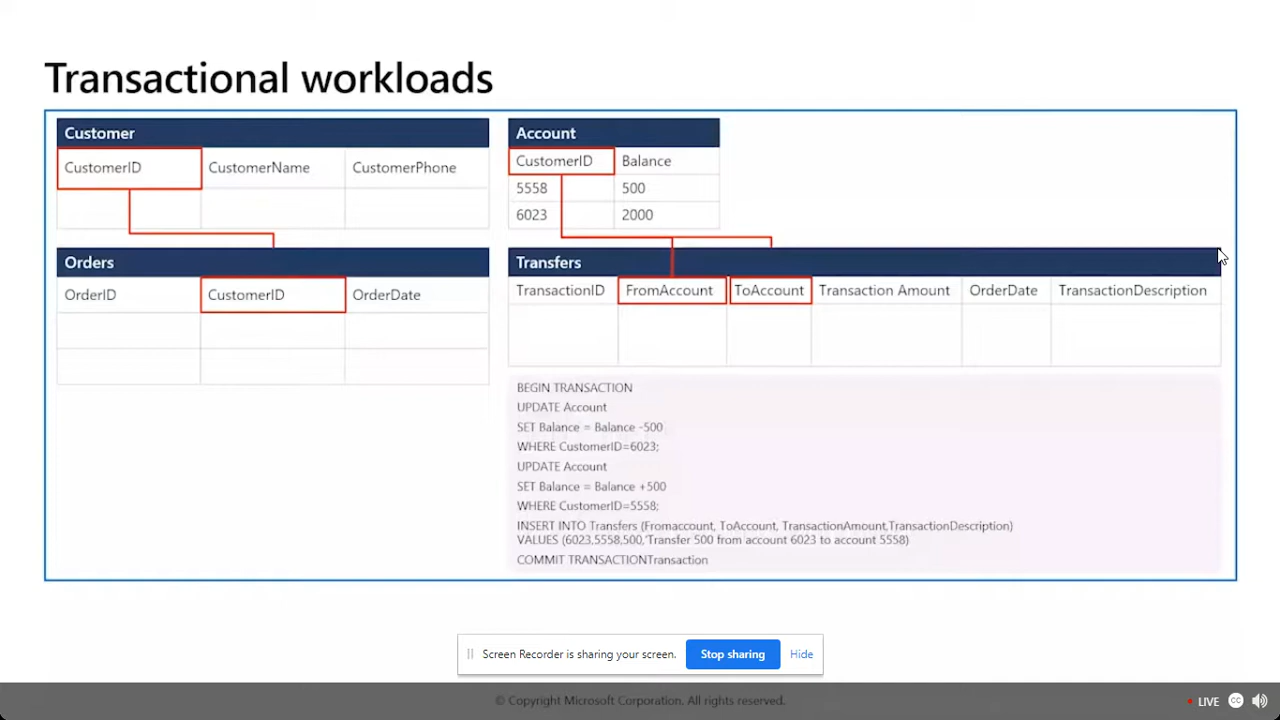 Transactional workloads
Customer
CustomerID CustomerName CustomerPhone
Orders
OrderID CustomerID OrderDate
Account
CustomerID Balance
5558 500
6023 2000
Transfers
TransactionID FromAccount ToAccount Transaction Amount OrderDate TransactionDescription
BEGIN TRANSACTION
UPDATE Account
SET Balance = Balance -500
WHERE CustomerID=6023;
UPDATE Account
SET Balance = Balance +500
WHERE CustomerID=5558;
INSERT INTO Transfers (Fromaccount, ToAccount, TransactionAmount,TransactionDescription)
VALUES (6023,5558,500,'Transfer 500 from account 6023 to account 5558)
COMMIT TRANSACTIONTransaction
Screen Recorder is sharing your screen. Stop sharing Hide
© Copyright Microsoft Corporation. All rights reserved.
LIVE CC